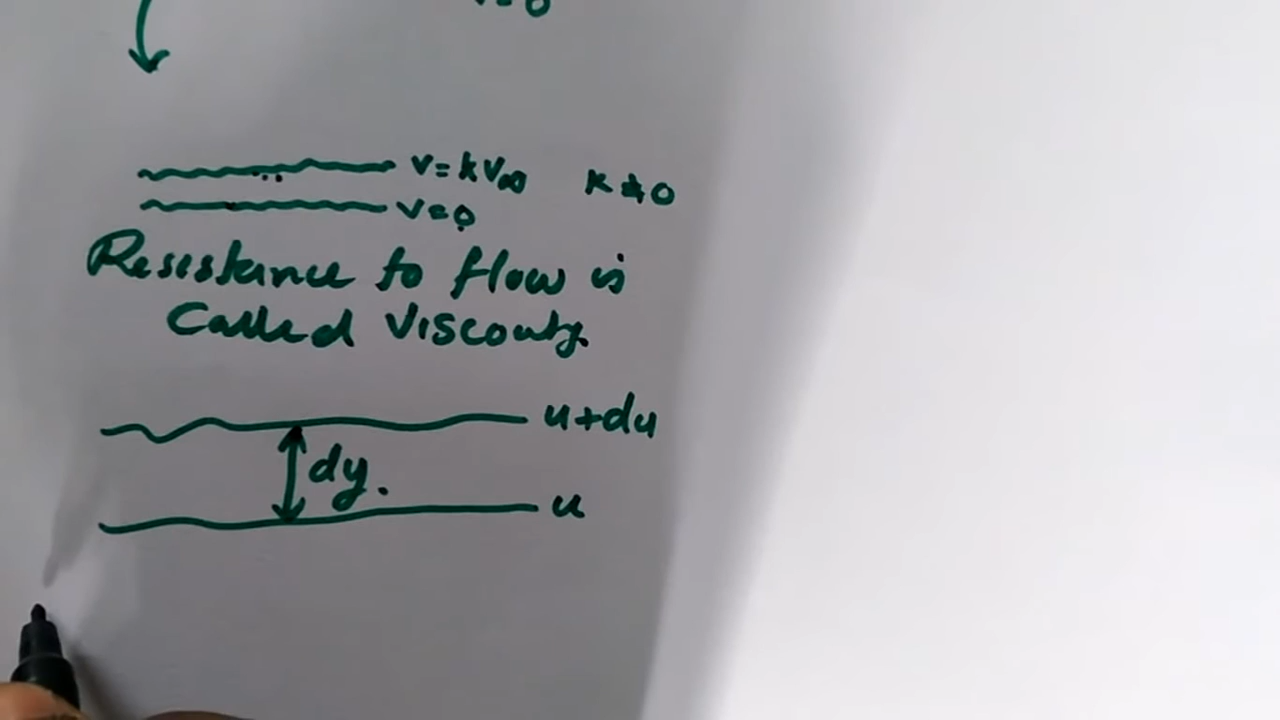 v=kv∞ k≠0
v=0
Resistance to flow is
Called Viscosity.
u+du
dy.
u